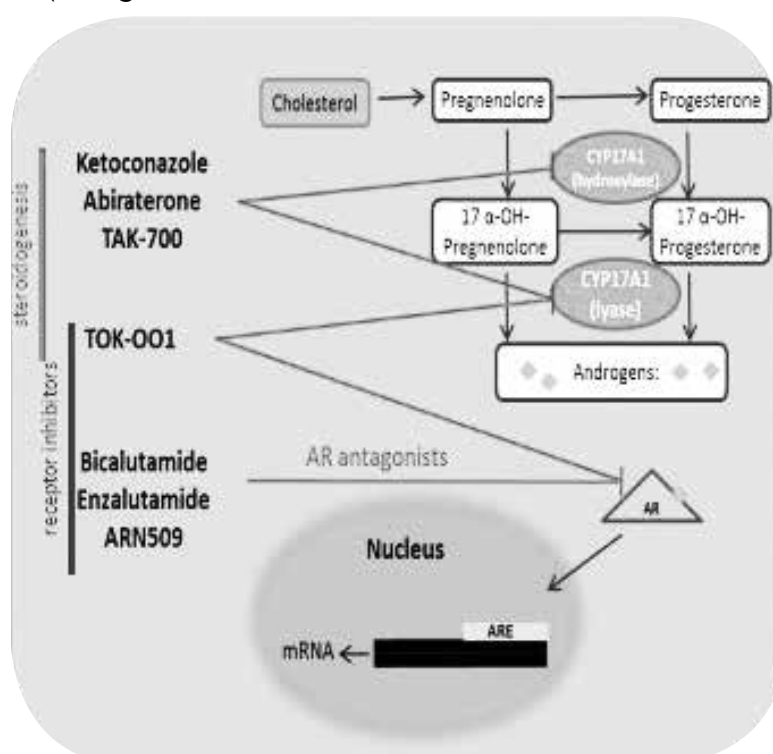 Cholesterol
Pregnenolone
Progesterone
Ketoconazole
Abiraterone
TAK-700
CYP17A1
(hydroxylase)
17 α-OH-
Pregnenolone
17 α-OH-
Progesterone
CYP17A1
(lyase)
steroidogenesis
TOK-OO1
Androgens:
receptor inhibitors
Bicalutamide
Enzalutamide
ARN509
AR antagonists
AR
Nucleus
ARE
mRNA